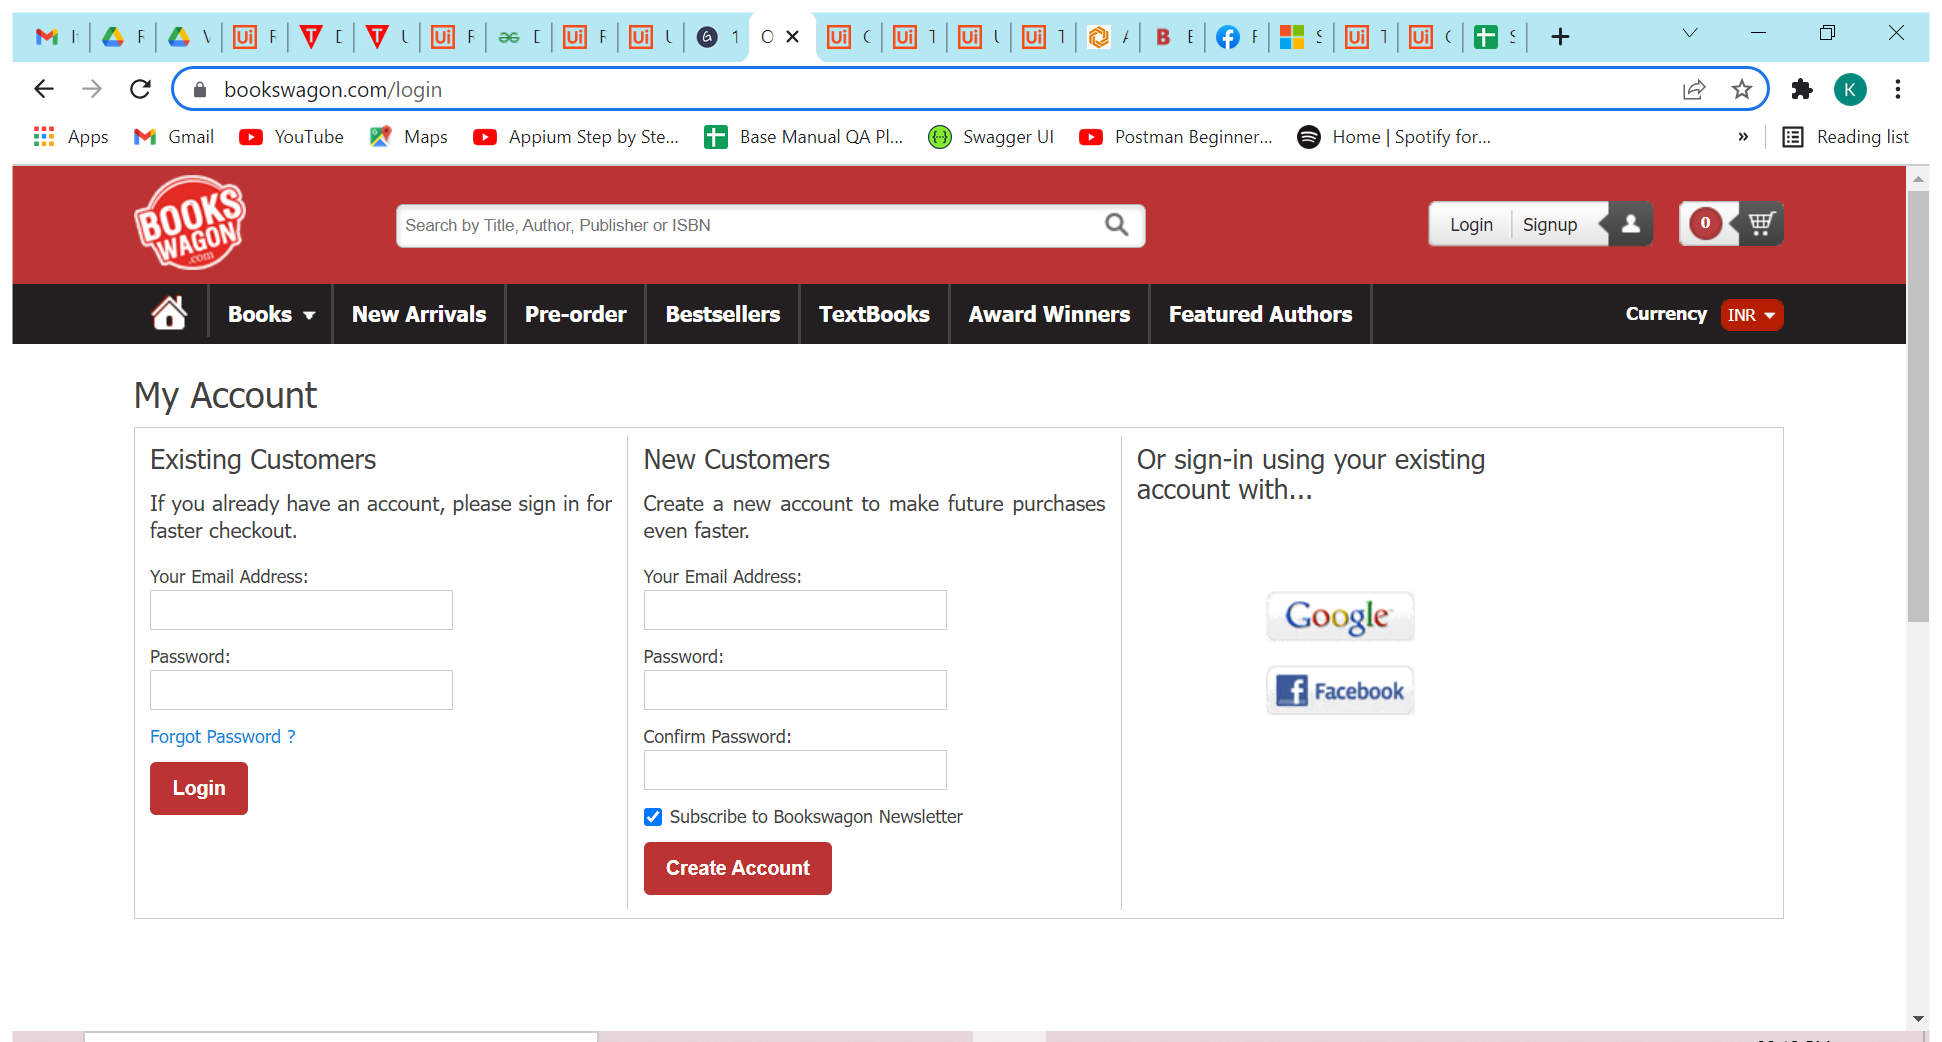 bookswagon.com/login
K
Apps Gmail YouTube Maps Appium Step by Ste... Base Manual QA Pl... Swagger UI Postman Beginner... Home | Spotify for... » Reading list
BOOKS WAGON .com
Search by Title, Author, Publisher or ISBN
Login Signup 0
Books New Arrivals Pre-order Bestsellers TextBooks Award Winners Featured Authors Currency INR
My Account
Existing Customers
If you already have an account, please sign in for
faster checkout.
Your Email Address:
Password:
Forgot Password ?
Login
New Customers
Create a new account to make future purchases
even faster.
Your Email Address:
Password:
Confirm Password:
Subscribe to Bookswagon Newsletter
Create Account
Or sign-in using your existing
account with...
Google
Facebook